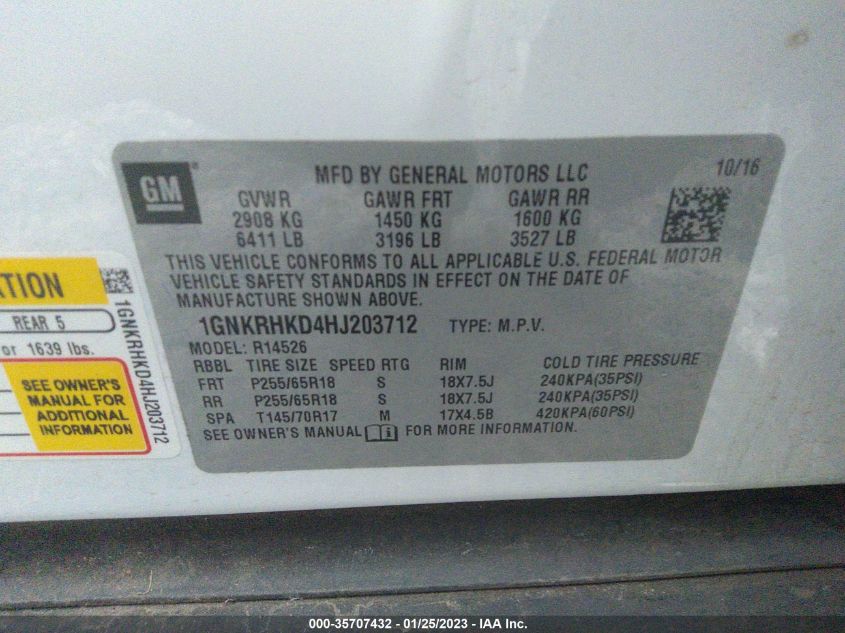 GM
MFD BY GENERAL MOTORS LLC
10/16
GVWR GAWR FRT GAWR RR
2908 KG 1450 KG 1600 KG
6411 LB 3196 LB 3527 LB
THIS VEHICLE CONFORMS TO ALL APPLICABLE U.S. FEDERAL MOTOR
VEHICLE SAFETY STANDARDS IN EFFECT ON THE DATE OF
MANUFACTURE SHOWN ABOVE.
1GNKRHKD4HJ203712 TYPE: M.P.V.
MODEL: R14526
RBBL TIRE SIZE SPEED RTG RIM COLD TIRE PRESSURE
FRT P255/65R18 S 18X7.5J 240KPA(35PSI)
RR P255/65R18 S 18X7.5J 240KPA(35PSI)
SPA T145/70R17 M 17X4.5B 420KPA(60PSI)
SEE OWNER'S MANUAL FOR MORE INFORMATION.
REAR 5
or 1639 lbs.
SEE OWNER'S
MANUAL FOR
ADDITIONAL
INFORMATION
1GNKRHKD4HJ203712
000-35707432 - 01/25/2023 - IAA Inc.